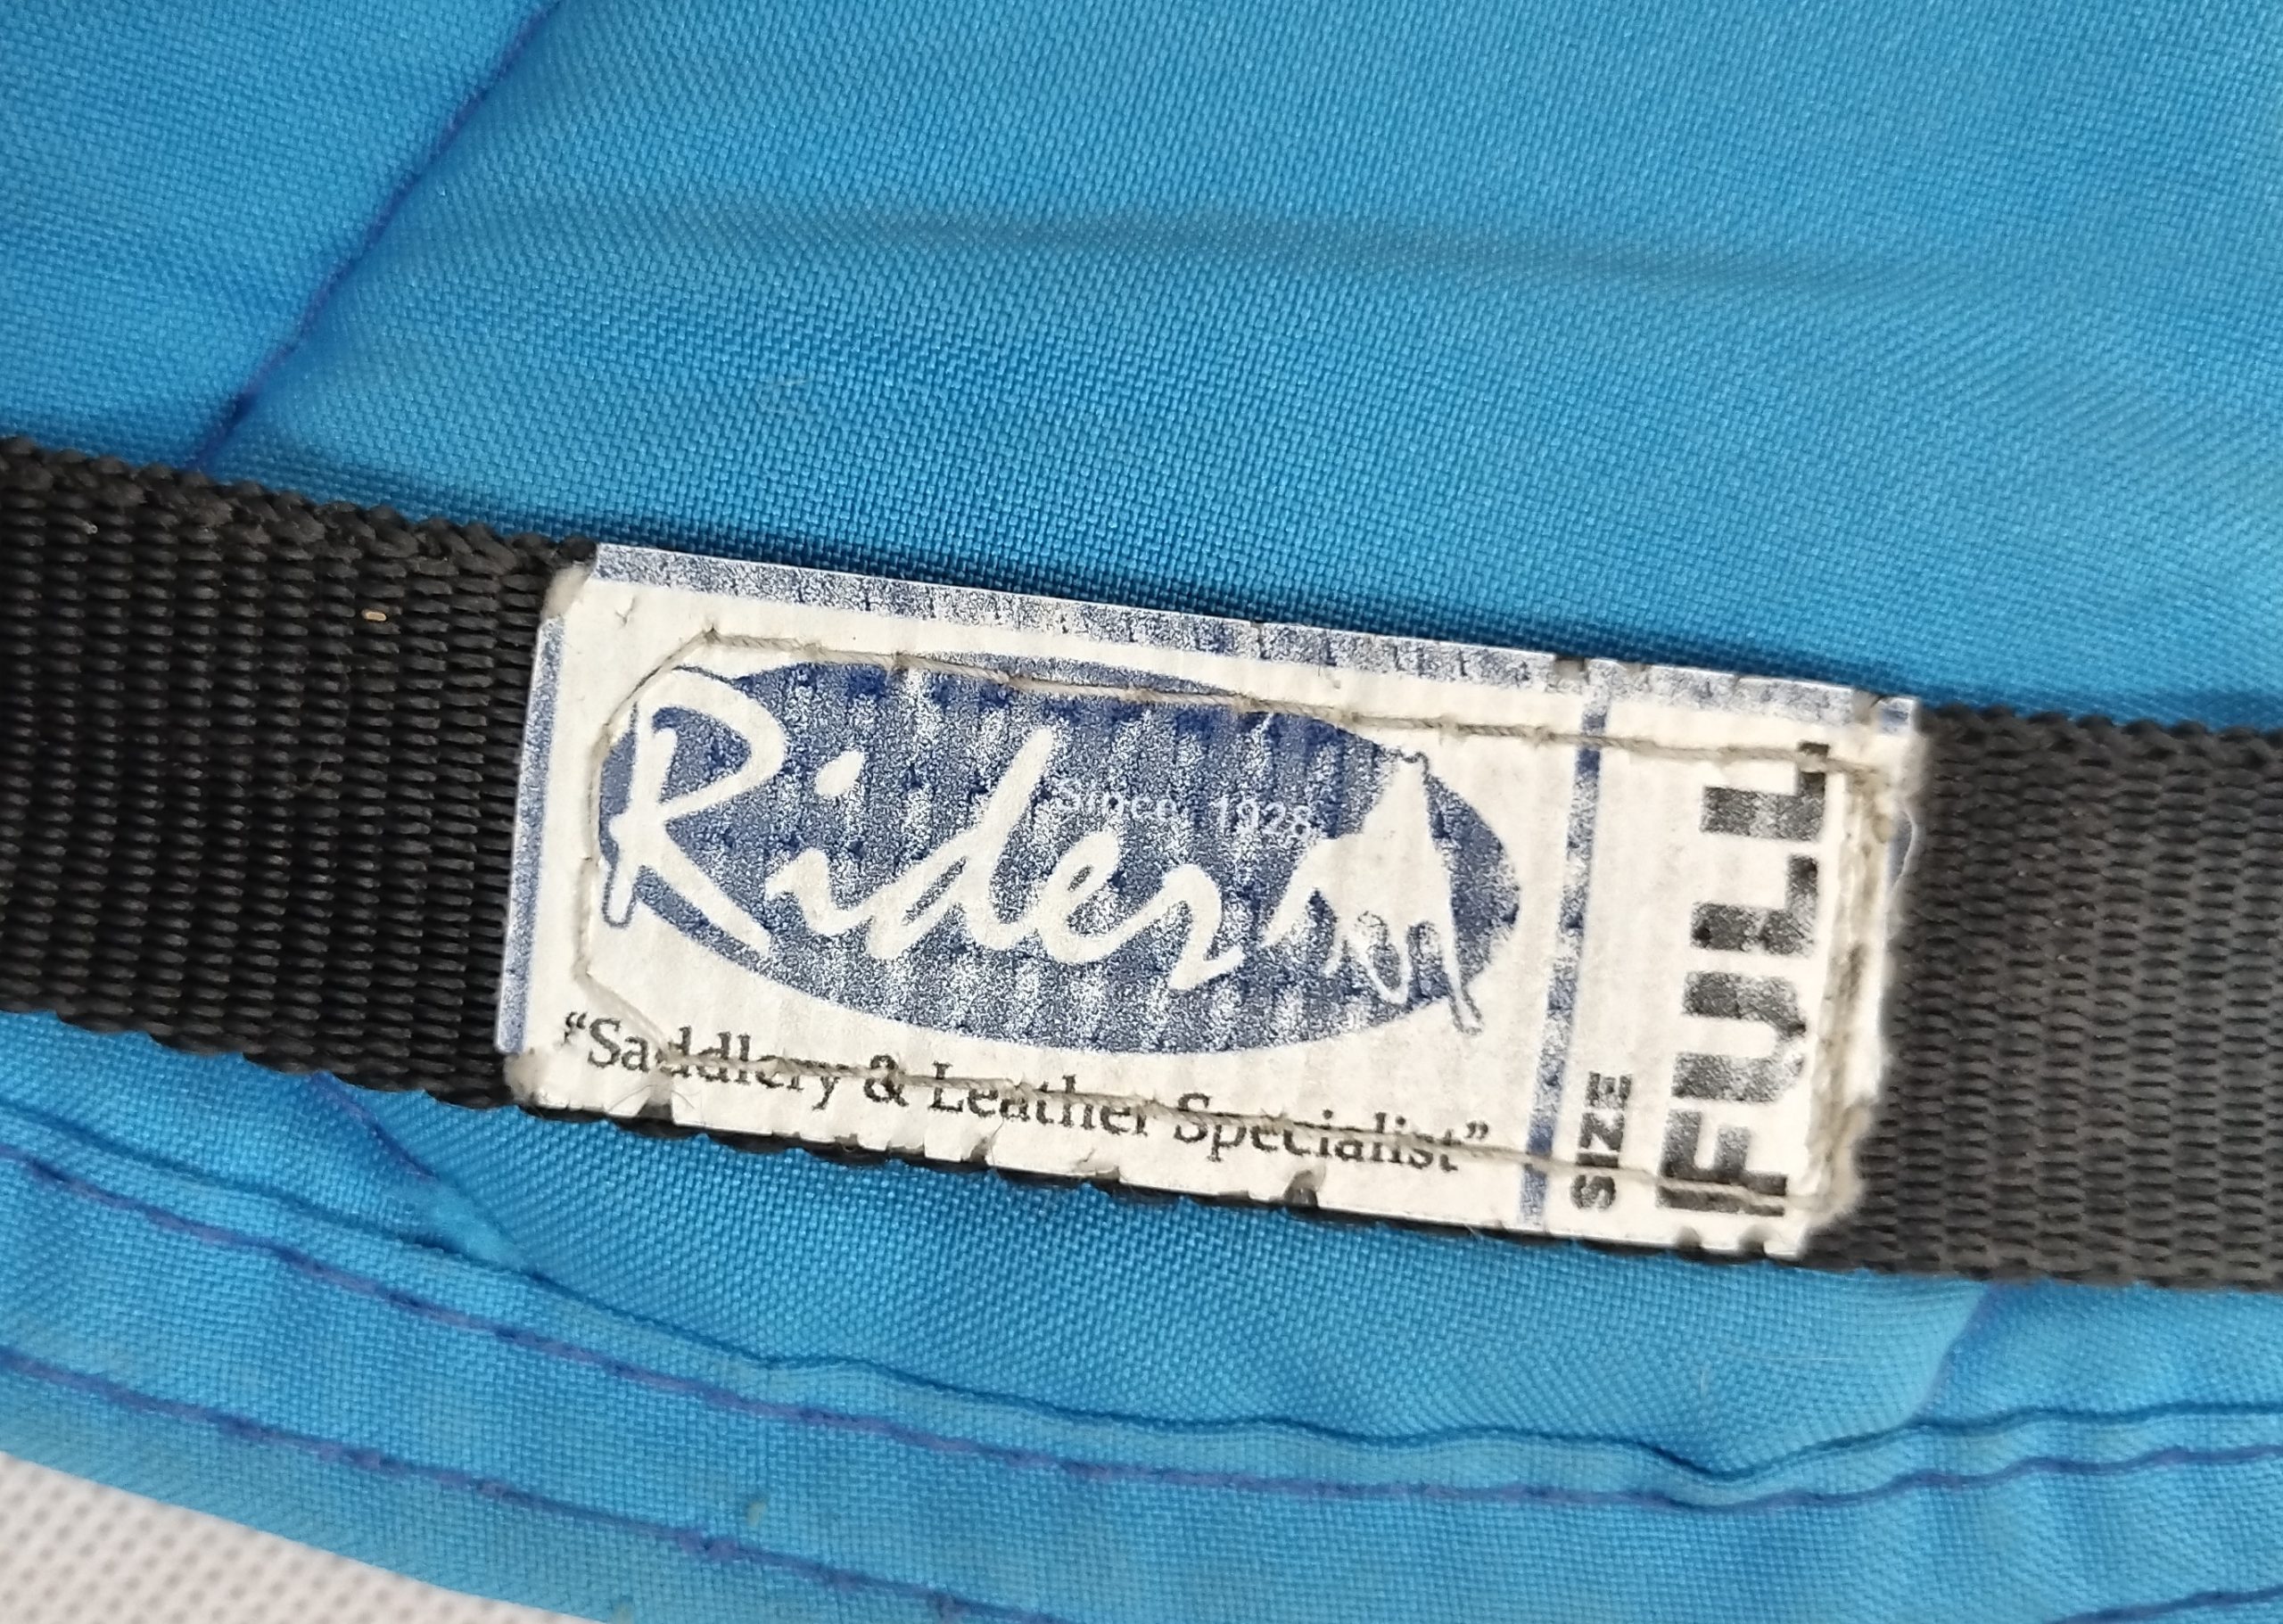 Since 1928
Rider
"Saddlery & Leather Specialist"
SIZE
FULL